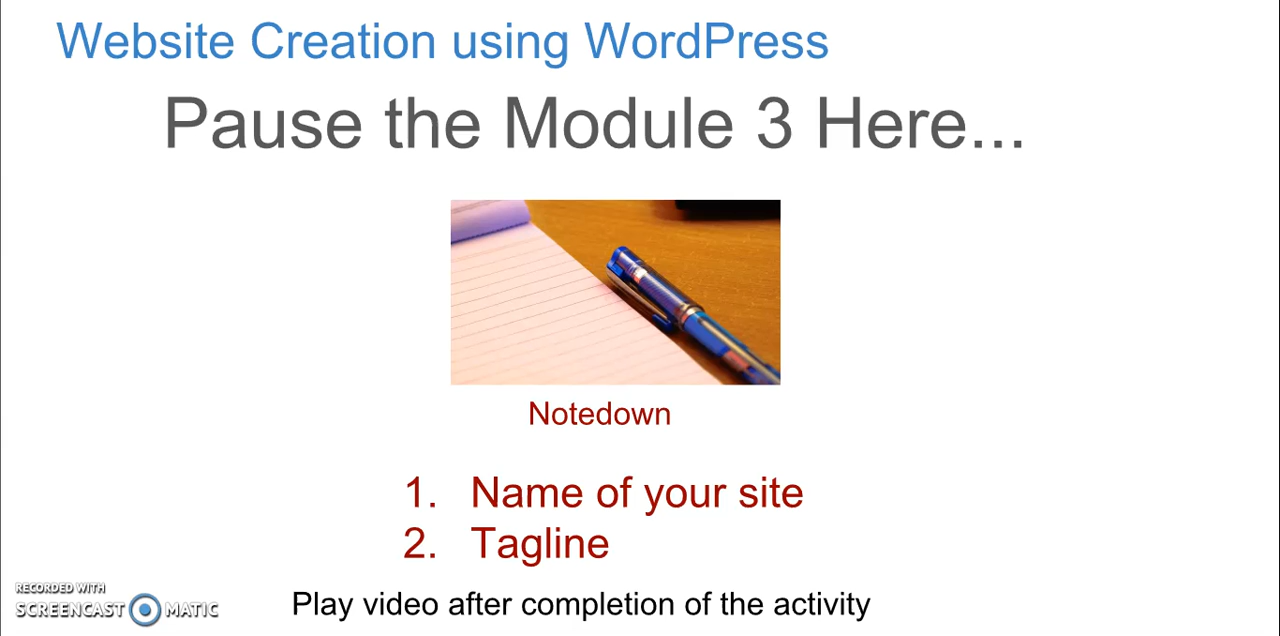 Website Creation using WordPress
Pause the Module 3 Here...
Notedown
1. Name of your site
2. Tagline
Play video after completion of the activity
RECORDED WITH
SCREENCAST MATIC